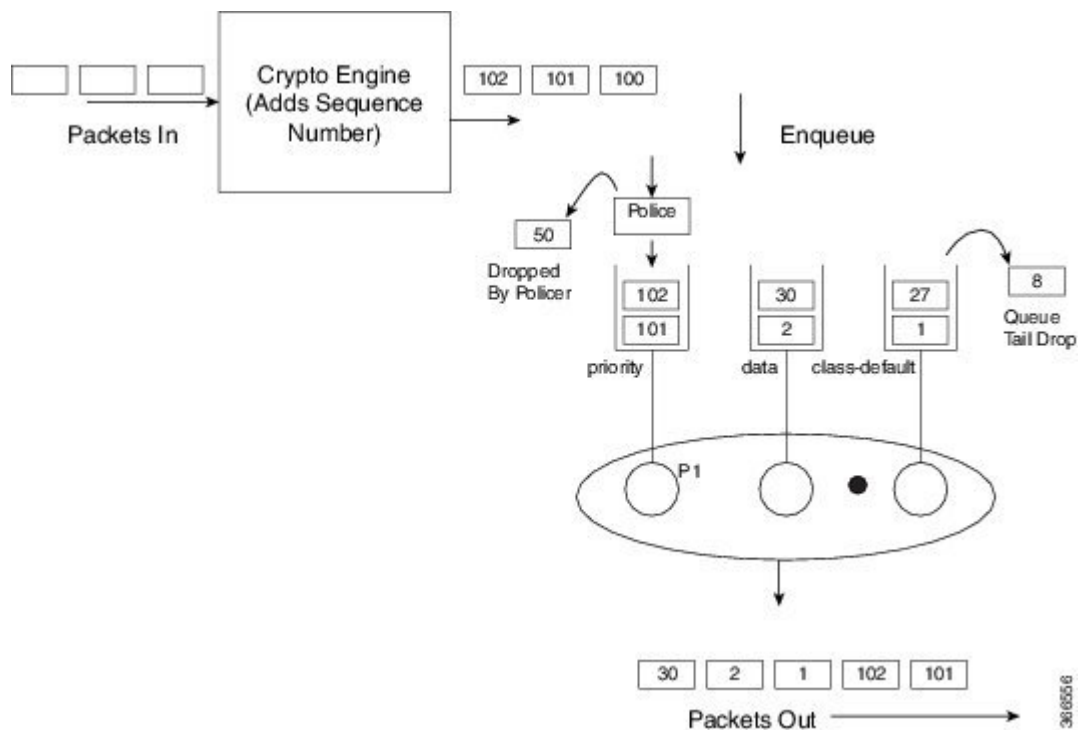 Crypto Engine
(Adds Sequence
Number)
102 101 100
Packets In
Enqueue
Police
50
Dropped
By Policer
8
Queue
Tail Drop
102 30 27
101 2 1
priority data class-default
P1
30 2 1 102 101
Packets Out
366556